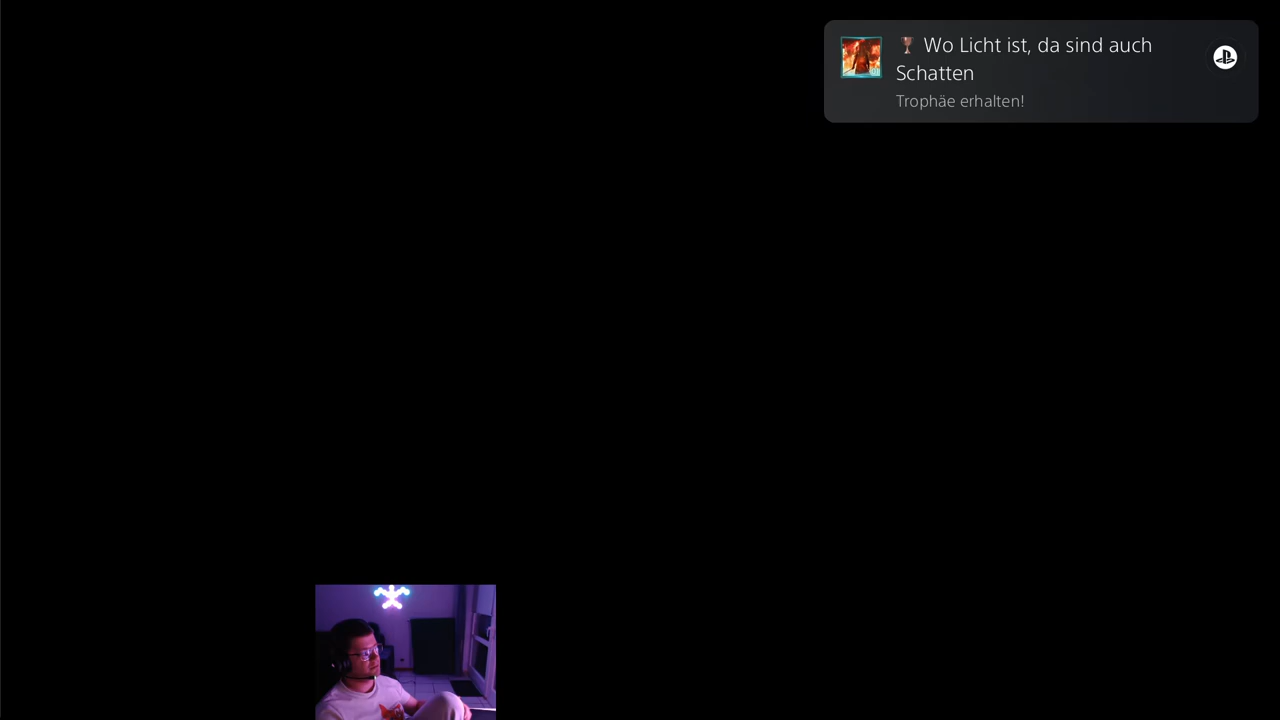 Wo Licht ist, da sind auch
Schatten
Trophäe erhalten!